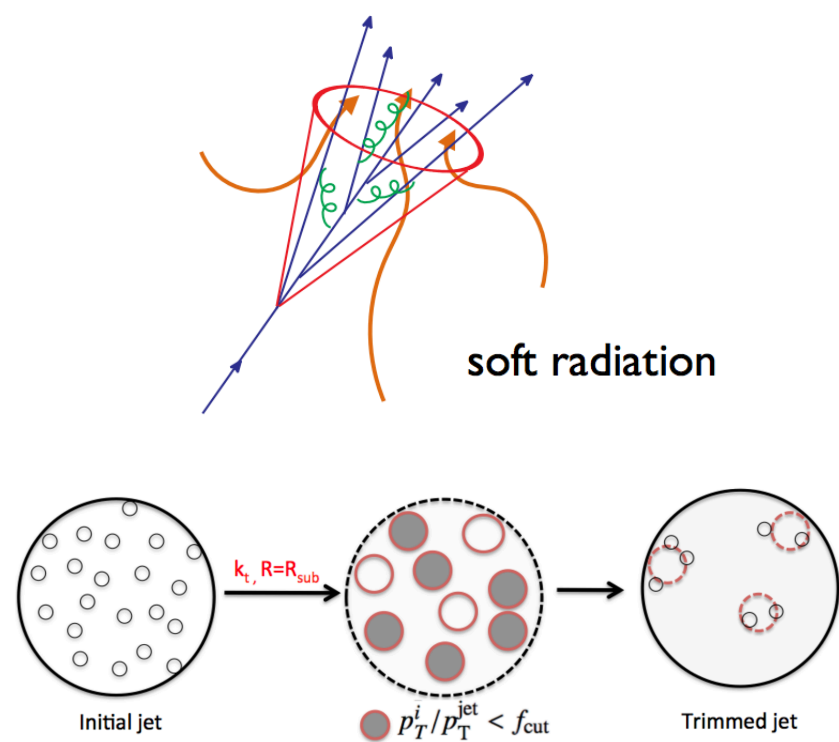 soft radiation
k_t, R=R_sub
p_T^i/p_T^jet < f_cut
Initial jet
Trimmed jet